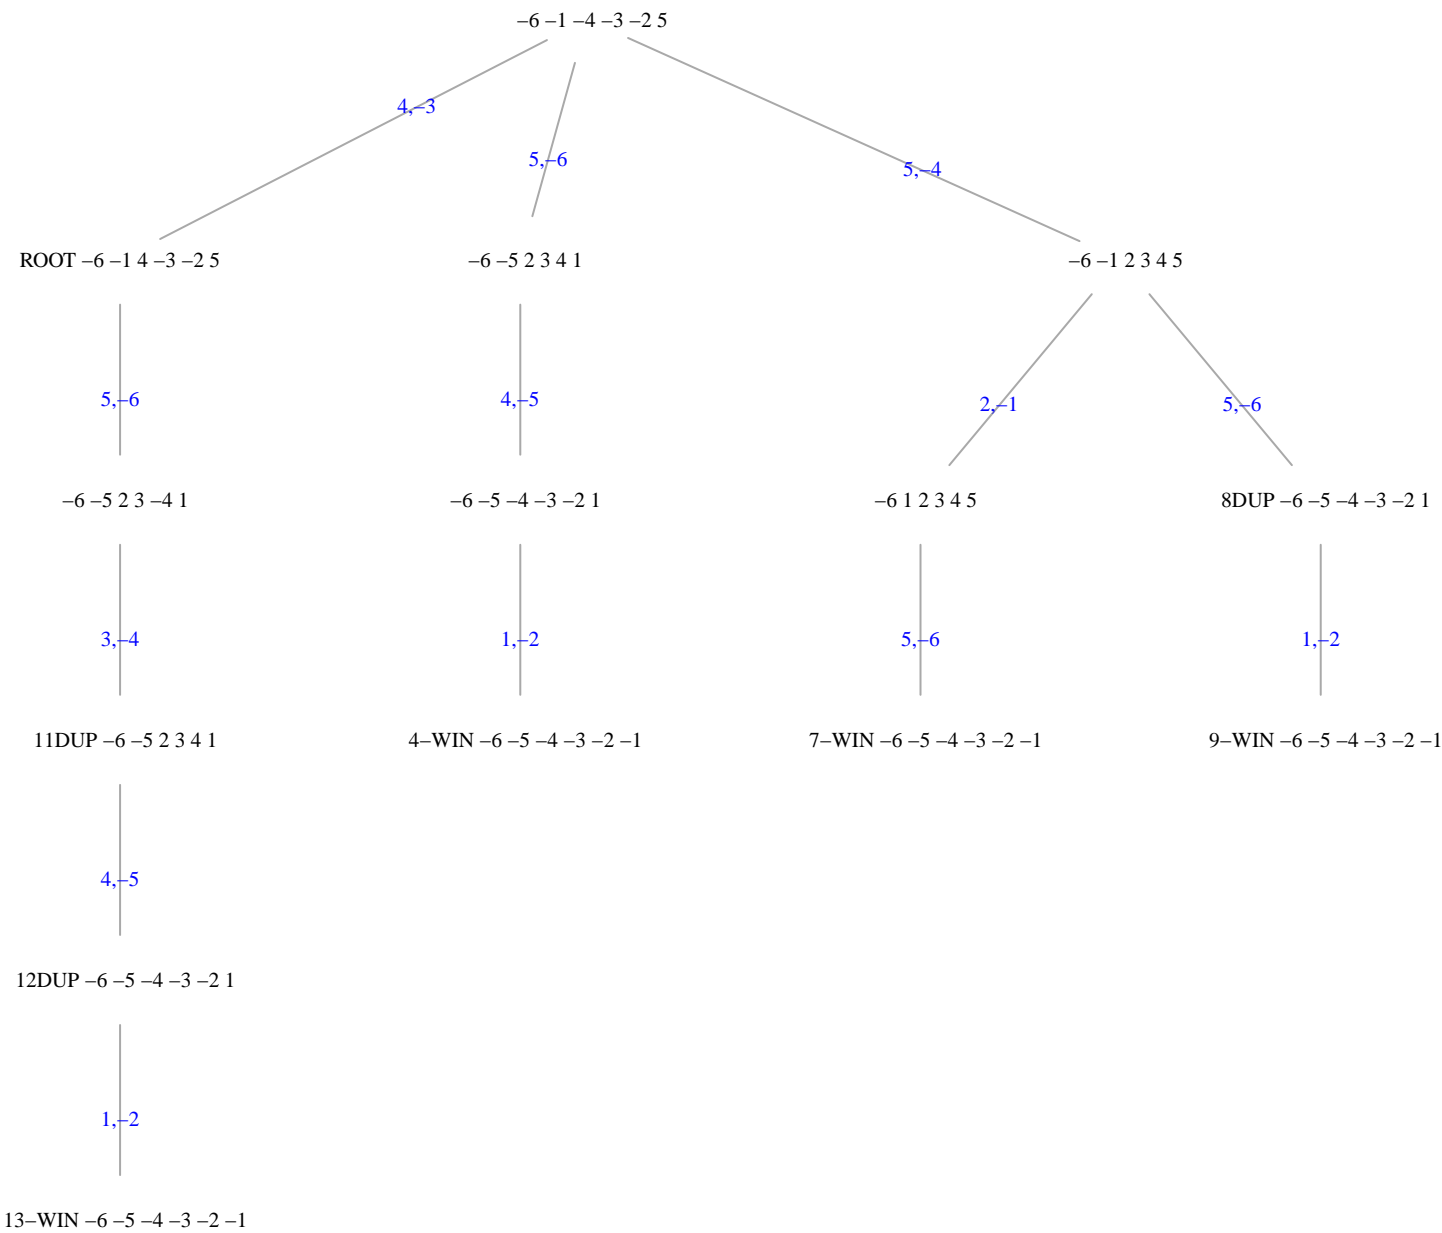 –6 –1 –4 –3 –2 5
4,–3
5,–6
5,–4
ROOT –6 –1 4 –3 –2 5
–6 –5 2 3 4 1
–6 –1 2 3 4 5
5,–6
4,–5
2,–1
5,–6
–6 –5 2 3 –4 1
–6 –5 –4 –3 –2 1
–6 1 2 3 4 5
8DUP –6 –5 –4 –3 –2 1
3,–4
1,–2
5,–6
1,–2
11DUP –6 –5 2 3 4 1
4–WIN –6 –5 –4 –3 –2 –1
7–WIN –6 –5 –4 –3 –2 –1
9–WIN –6 –5 –4 –3 –2 –1
4,–5
12DUP –6 –5 –4 –3 –2 1
1,–2
13–WIN –6 –5 –4 –3 –2 –1